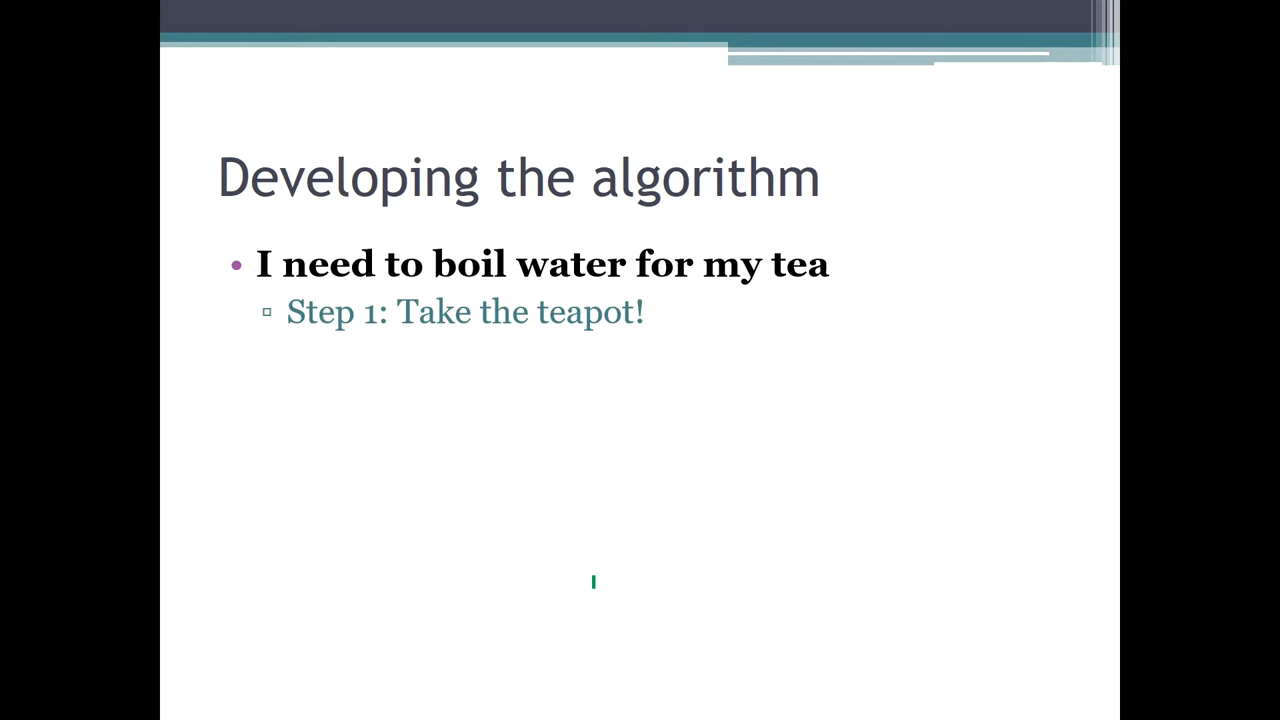 Developing the algorithm
I need to boil water for my tea
Step 1: Take the teapot!